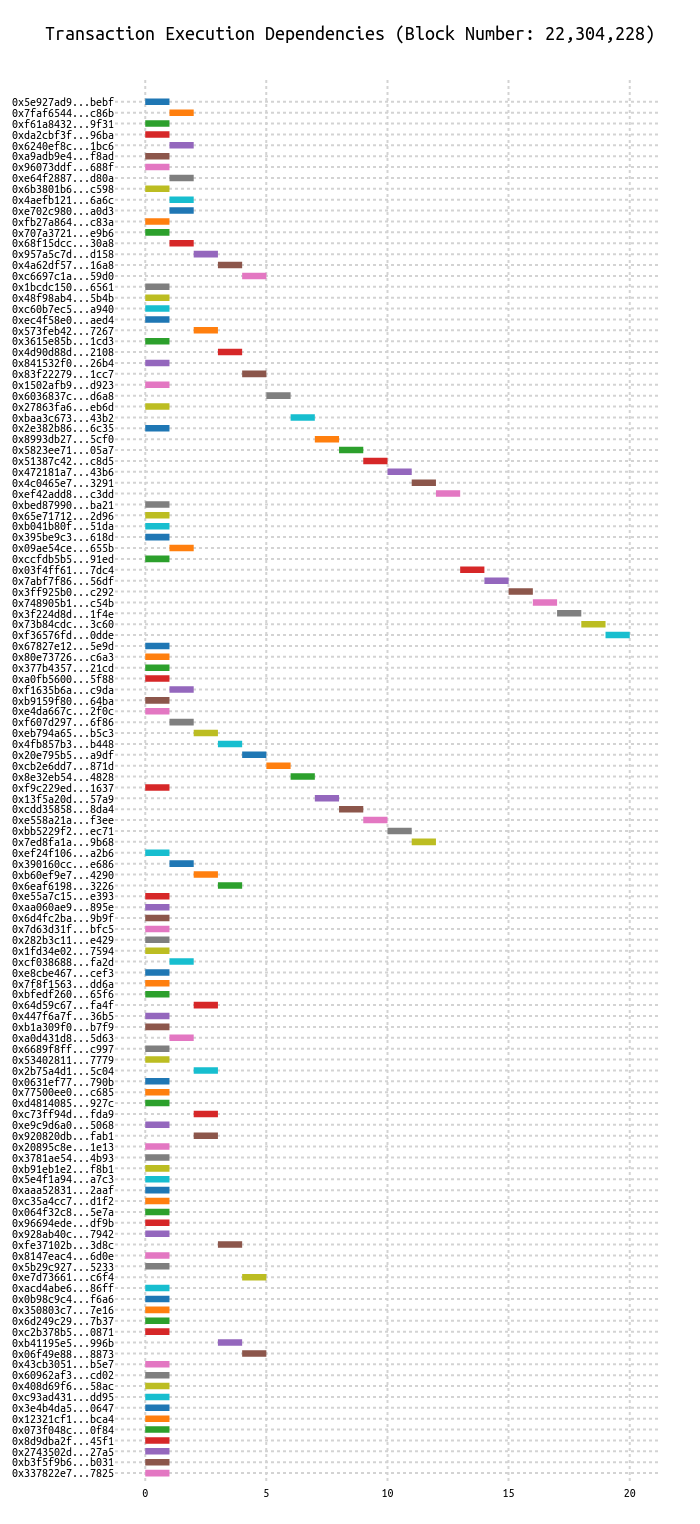 Transaction Execution Dependencies (Block Number: 22,304,228)
0x5e927ad9...bebf
0x7faf6544...c86b
0xf61a8432...9f31
0xda2cbf3f...96ba
0x6240ef8c...1bc6
0xa9adb9e4...f8ad
0x96073ddf...688f
0xe64f2887...d80a
0x6b3801b6...c598
0x4aefb121...6a6c
0xe702c980...a0d3
0xfb27a864...c83a
0x707a3721...e9b6
0x68f15dcc...30a8
0x957a5c7d...d158
0x4a62df57...16a8
0xc6697c1a...59d0
0x1bcdc150...6561
0x48f98ab4...5b4b
0xc60b7ec5...a940
0xec4f58e0...aed4
0x573feb42...7267
0x3615e85b...1cd3
0x4d90d88d...2108
0x841532f0...26b4
0x83f22279...1cc7
0x1502afb9...d923
0x6036837c...d6a8
0x27863fa6...eb6d
0xbaa3c673...43b2
0x2e382b86...6c35
0x8993db27...5cf0
0x5823ee71...05a7
0x51387c42...c8d5
0x472181a7...43b6
0x4c0465e7...3291
0xef42add8...c3dd
0xbed87990...ba21
0x65e71712...2d96
0xb041b80f...51da
0x395be9c3...618d
0x09ae54ce...655b
0xccfdb5b5...91ed
0x03f4ff61...7dc4
0x7abf7f86...56df
0x3ff925b0...c292
0x748905b1...c54b
0x3f224d8d...1f4e
0x73b84cdc...3c60
0xf36576fd...0dde
0x67827e12...5e9d
0x80e73726...c6a3
0x377b4357...21cd
0xa0fb5600...5f88
0xf1635b6a...c9da
0xb9159f80...64ba
0xe4da667c...2f0c
0xf607d297...6f86
0xeb794a65...b5c3
0x4fb857b3...b448
0x20e795b5...a9df
0xcb2e6dd7...871d
0x8e32eb54...4828
0xf9c229ed...1637
0x13f5a20d...57a9
0xcdd35858...8da4
0xe558a21a...f3ee
0xbb5229f2...ec71
0x7ed8fa1a...9b68
0xef24f106...a2b6
0x390160cc...e686
0xb60ef9e7...4290
0x6eaf6198...3226
0xe55a7c15...e393
0xaa060ae9...895e
0x6d4fc2ba...9b9f
0x7d63d31f...bfc5
0x282b3c11...e429
0x1fd34e02...7594
0xcf038688...fa2d
0xe8cbe467...cef3
0x7f8f1563...dd6a
0xbfedf260...65f6
0x64d59c67...fa4f
0x447f6a7f...36b5
0xb1a309f0...b7f9
0xa0d431d8...5d63
0x6689f8ff...c997
0x53402811...7779
0x2b75a4d1...5c04
0x0631ef77...790b
0x77500ee0...c685
0xd4814085...927c
0xc73ff94d...fda9
0xe9c9d6a0...5068
0x920820db...fab1
0x20895c8e...1e13
0x3781ae54...4b93
0xb91eb1e2...f8b1
0x5e4f1a94...a7c3
0xaaa52831...2aaf
0xc35a4cc7...d1f2
0x064f32c8...5e7a
0x96694ede...df9b
0x928ab40c...7942
0xfe37102b...3d8c
0x8147eac4...6d0e
0x5b29c927...5233
0xe7d73661...c6f4
0xacd4abe6...86ff
0x0b98c9c4...f6a6
0x350803c7...7e16
0x6d249c29...7b37
0xc2b378b5...0871
0xb41195e5...996b
0x06f49e88...8873
0x43cb3051...b5e7
0x60962af3...cd02
0x408d69f6...58ac
0xc93ad431...dd95
0x3e4b4da5...0647
0x12321cf1...bca4
0x073f048c...0f84
0x8d9dba2f...45f1
0x2743502d...27a5
0xb3f5f9b6...b031
0x337822e7...7825
0 5 10 15 20